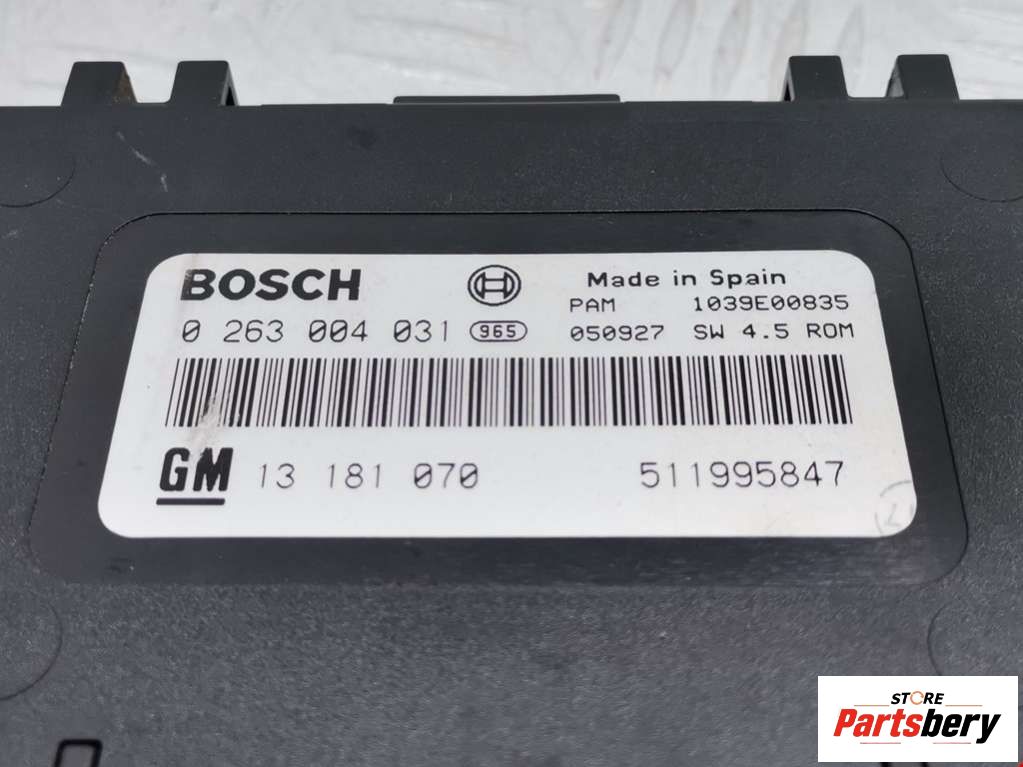 BOSCH Made in Spain
PAM 1039E00835
0 263 004 031 965 050927 SW 4.5 ROM
GM 13 181 070 511995847
STORE
Partsbery